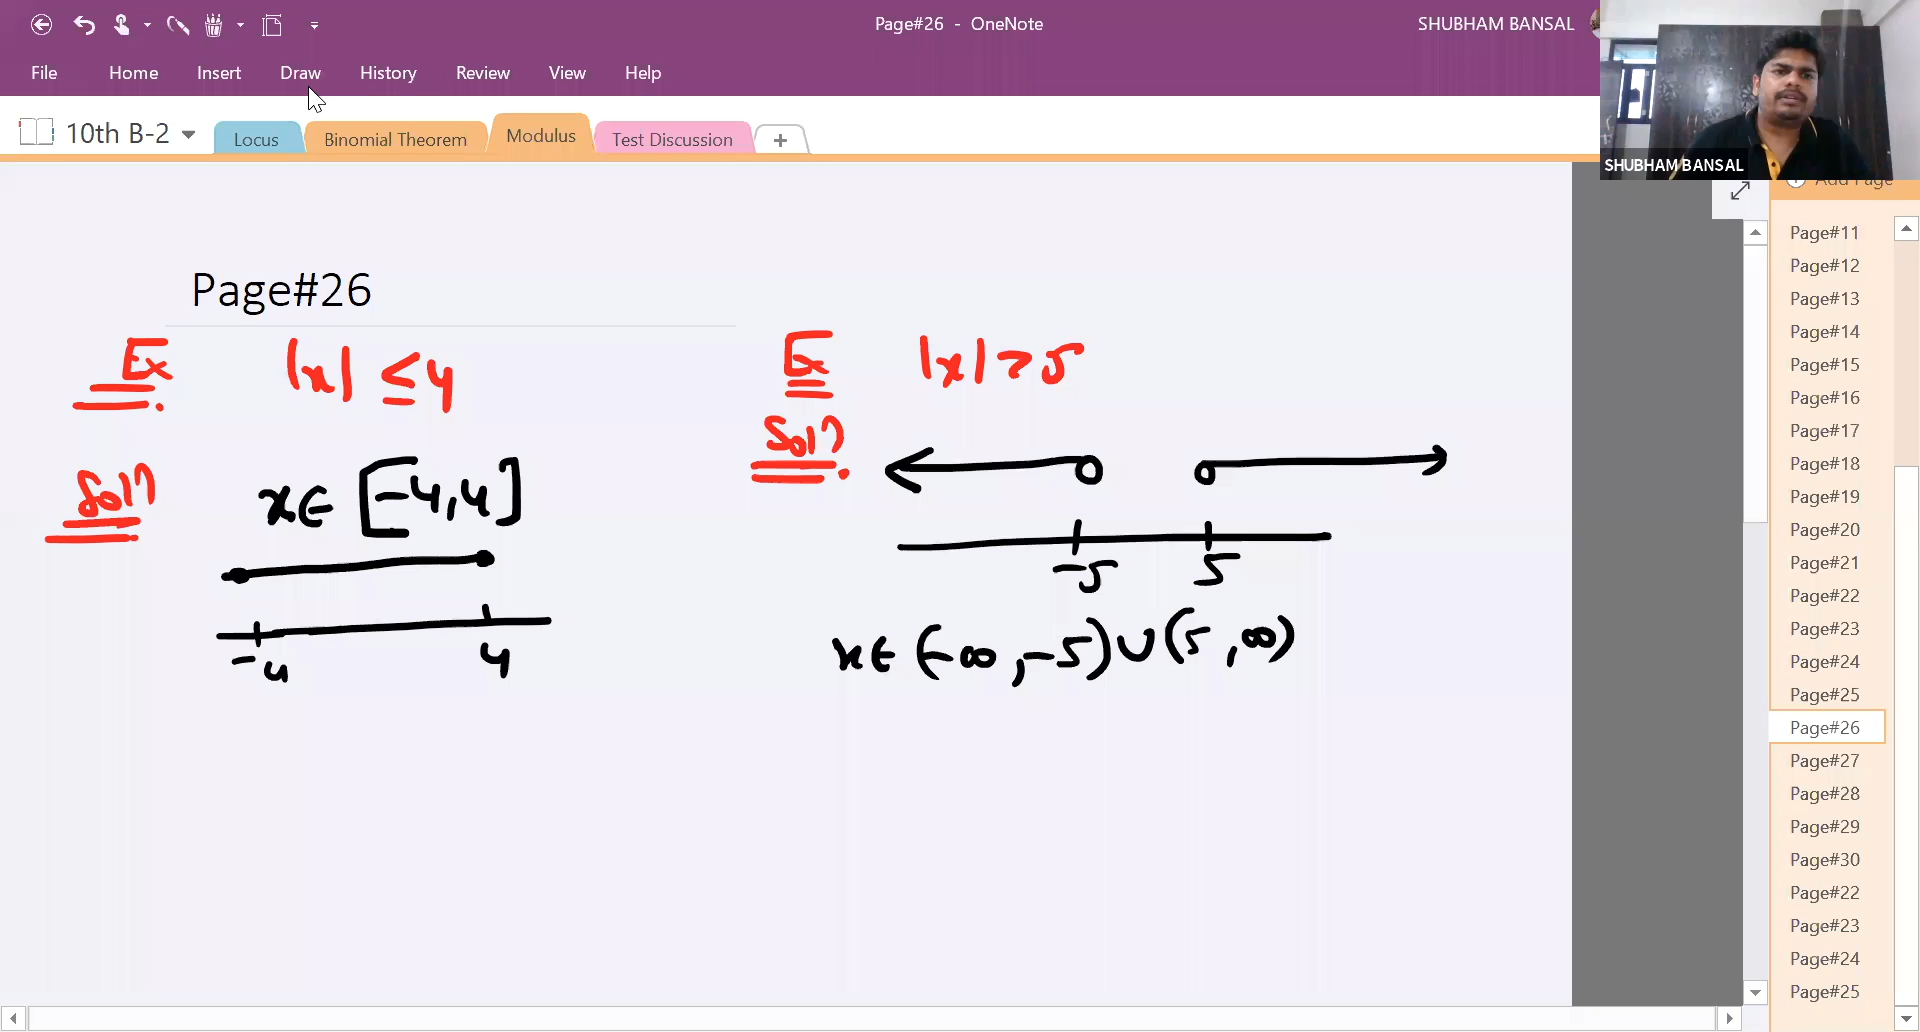 Page#26 - OneNote
SHUBHAM BANSAL
File Home Insert Draw History Review View Help
SHUBHAM BANSAL
10th B-2
Locus
Binomial Theorem
Modulus
Test Discussion
+
Add Page
Page#26
Ex. |x| ≤ 4
Solⁿ
x ∈ [-4,4]
-4 4
Ex |x| > 5
Solⁿ.
-5 5
x ∈ (-∞, -5) ∪ (5, ∞)
Page#11
Page#12
Page#13
Page#14
Page#15
Page#16
Page#17
Page#18
Page#19
Page#20
Page#21
Page#22
Page#23
Page#24
Page#25
Page#26
Page#27
Page#28
Page#29
Page#30
Page#22
Page#23
Page#24
Page#25